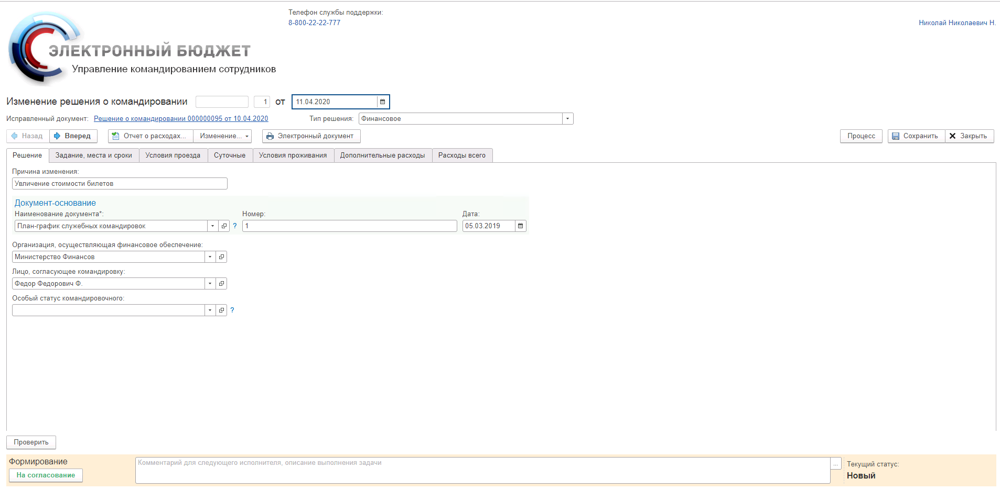 Телефон службы поддержки:
8-800-22-22-777
Николай Николаевич Н.
ЭЛЕКТРОННЫЙ БЮДЖЕТ
Управление командированием сотрудников
Изменение решения о командировании 1 от 11.04.2020
Исправленный документ: Решение о командировании 000000095 от 10.04.2020 Тип решения: Финансовое
Назад Вперед Отчет о расходах... Изменение... Электронный документ Процесс Сохранить Закрыть
Решение Задание, места и сроки Условия проезда Суточные Условия проживания Дополнительные расходы Расходы всего
Причина изменения:
Увличение стоимости билетов
Документ-основание
Наименование документа*: Номер: Дата:
План-график служебных командировок ? 1 05.03.2019
Организация, осуществляющая финансовое обеспечение:
Министерство Финансов
Лицо, согласующее командировку:
Федор Федорович Ф.
Особый статус командировочного:
?
Проверить
Формирование
На согласование
Комментарий для следующего исполнителя, описание выполнения задачи
...
Текущий статус:
Новый